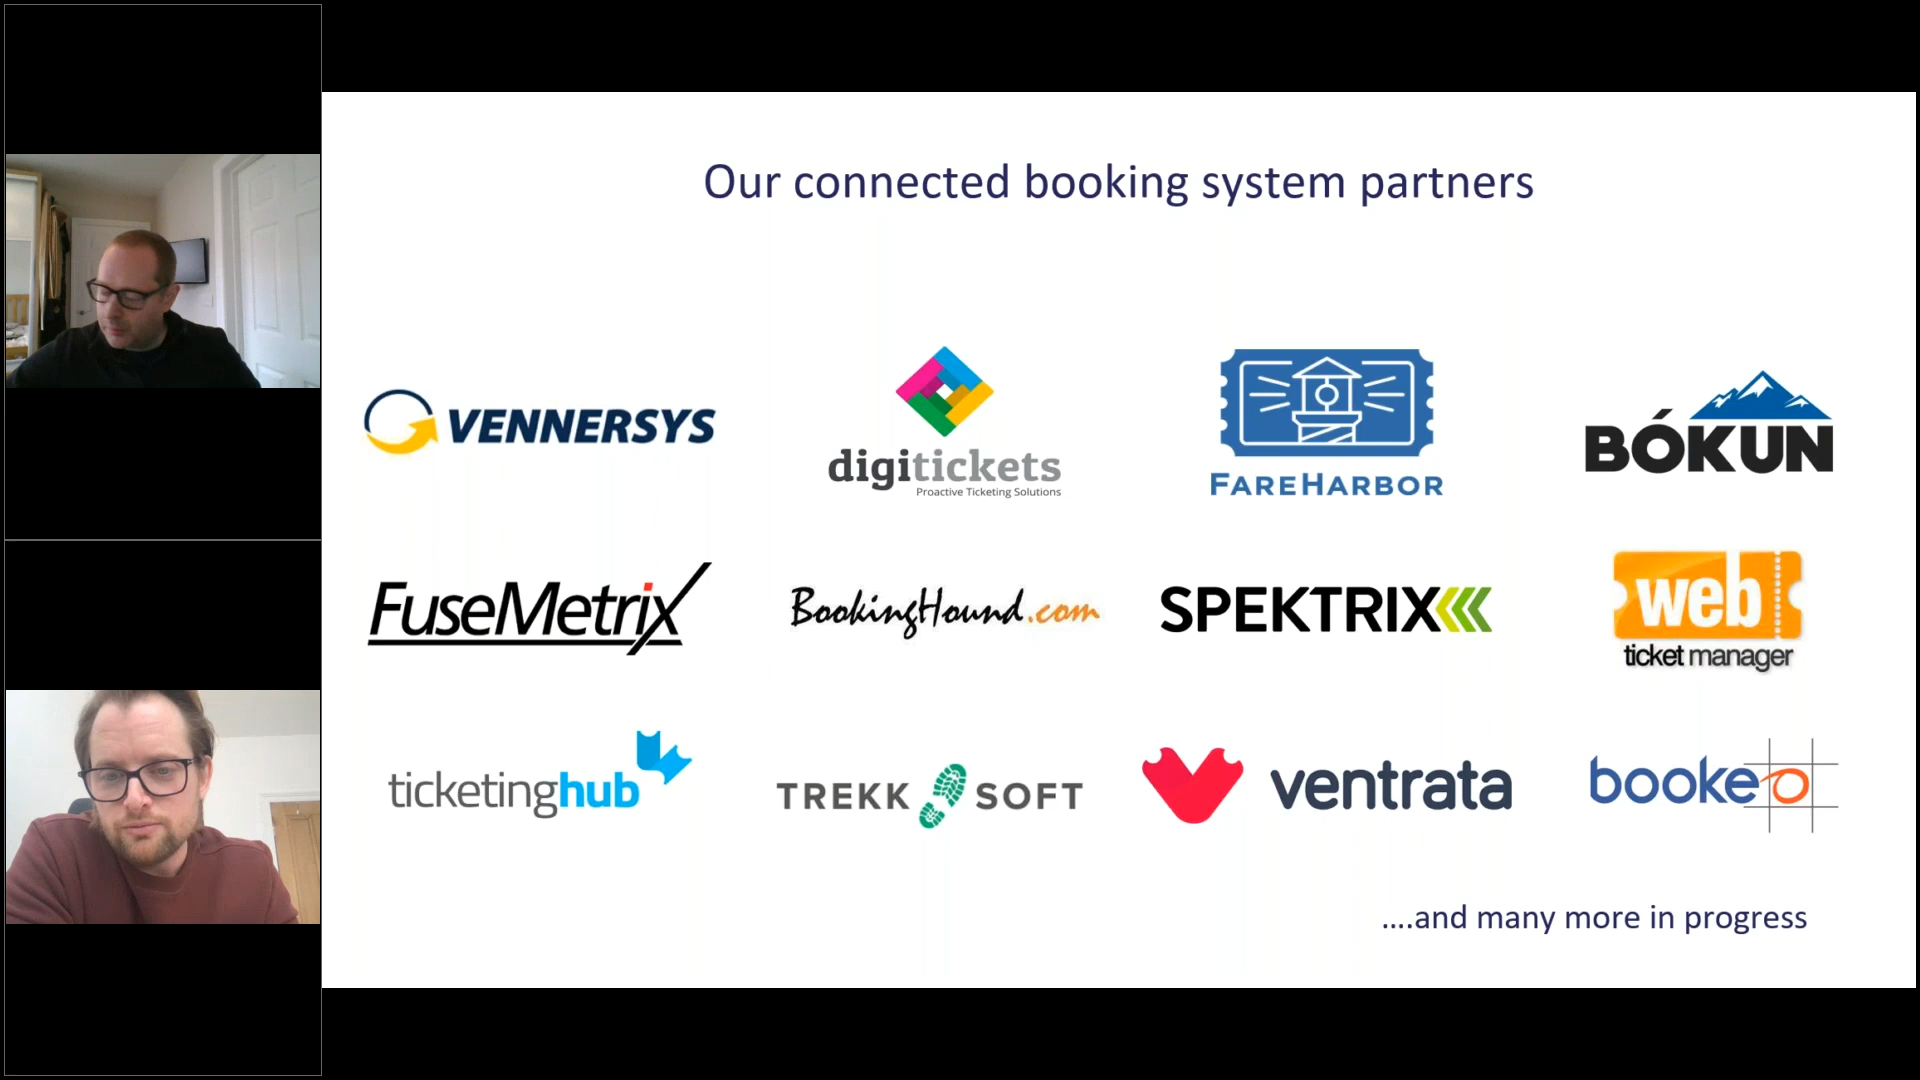 Our connected booking system partners
VENNERSYS
digitickets
Proactive Ticketing Solutions
FAREHARBOR
BÓKUN
FuseMetrix
BookingHound.com
SPEKTRIX
web
ticket manager
ticketinghub
TREKK SOFT
ventrata
bookeo
....and many more in progress